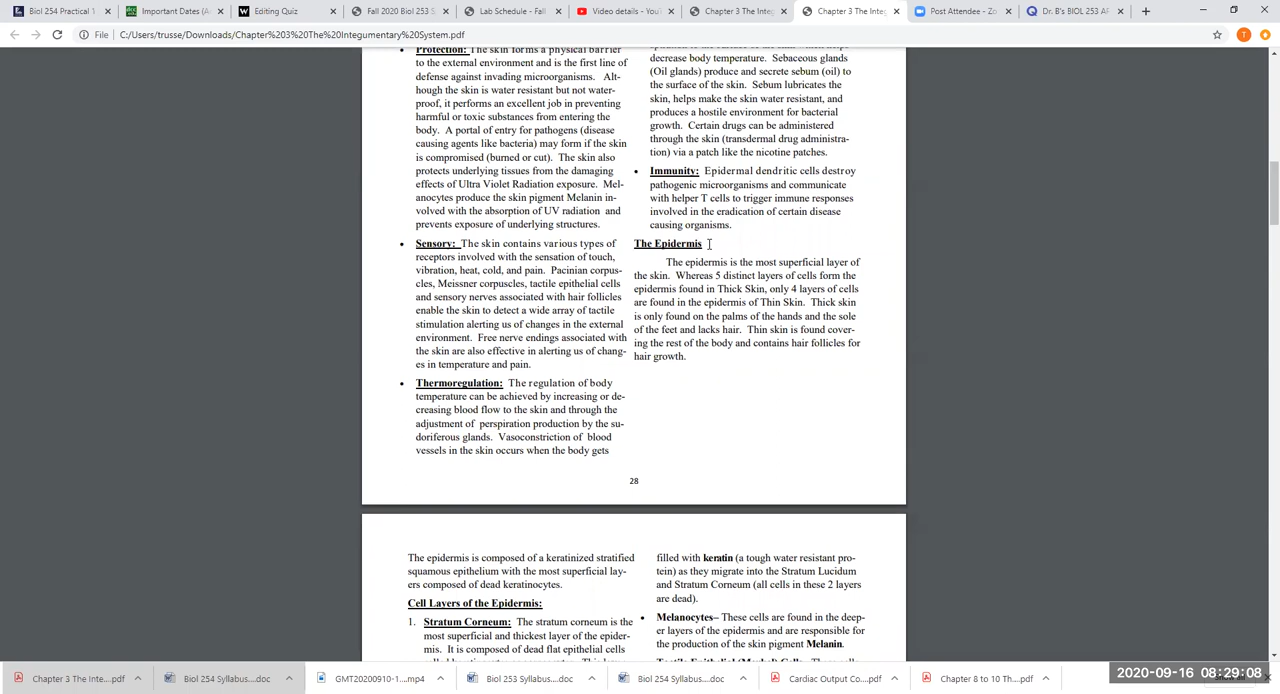 Biol 254 Practical 1
Important Dates (A
Editing Quiz
Fall 2020 Biol 253 S
Lab Schedule - Fall
Video details - You
Chapter 3 The Inte
Chapter 3 The Inte
Post Attendee - Zo
Dr. B's BIOL 253 AP
File
C:/Users/trusse/Downloads/Chapter%203%20The%20Integumentary%20System.pdf
T
Protection: The skin forms a physical barrier
to the external environment and is the first line of
defense against invading microorganisms. Alt-
hough the skin is water resistant but not water-
proof, it performs an excellent job in preventing
harmful or toxic substances from entering the
body. A portal of entry for pathogens (disease
causing agents like bacteria) may form if the skin
is compromised (burned or cut). The skin also
protects underlying tissues from the damaging
effects of Ultra Violet Radiation exposure. Mel-
anocytes produce the skin pigment Melanin in-
volved with the absorption of UV radiation and
prevents exposure of underlying structures.
• Sensory: The skin contains various types of
receptors involved with the sensation of touch,
vibration, heat, cold, and pain. Pacinian corpus-
cles, Meissner corpuscles, tactile epithelial cells
and sensory nerves associated with hair follicles
enable the skin to detect a wide array of tactile
stimulation alerting us of changes in the external
environment. Free nerve endings associated with
the skin are also effective in alerting us of chang-
es in temperature and pain.
• Thermoregulation: The regulation of body
temperature can be achieved by increasing or de-
creasing blood flow to the skin and through the
adjustment of perspiration production by the su-
doriferous glands. Vasoconstriction of blood
vessels in the skin occurs when the body gets
decrease body temperature. Sebaceous glands
(Oil glands) produce and secrete sebum (oil) to
the surface of the skin. Sebum lubricates the
skin, helps make the skin water resistant, and
produces a hostile environment for bacterial
growth. Certain drugs can be administered
through the skin (transdermal drug administra-
tion) via a patch like the nicotine patches.
• Immunity: Epidermal dendritic cells destroy
pathogenic microorganisms and communicate
with helper T cells to trigger immune responses
involved in the eradication of certain disease
causing organisms.
The Epidermis
The epidermis is the most superficial layer of
the skin. Whereas 5 distinct layers of cells form the
epidermis found in Thick Skin, only 4 layers of cells
are found in the epidermis of Thin Skin. Thick skin
is only found on the palms of the hands and the sole
of the feet and lacks hair. Thin skin is found cover-
ing the rest of the body and contains hair follicles for
hair growth.
28
The epidermis is composed of a keratinized stratified
squamous epithelium with the most superficial lay-
ers composed of dead keratinocytes.
Cell Layers of the Epidermis:
1. Stratum Corneum: The stratum corneum is the
most superficial and thickest layer of the epider-
mis. It is composed of dead flat epithelial cells
filled with keratin (a tough water resistant pro-
tein) as they migrate into the Stratum Lucidum
and Stratum Corneum (all cells in these 2 layers
are dead).
• Melanocytes– These cells are found in the deep-
er layers of the epidermis and are responsible for
the production of the skin pigment Melanin.
Chapter 3 The Inte....pdf
Biol 254 Syllabus....doc
GMT20200910-1....mp4
Biol 253 Syllabus....doc
Biol 254 Syllabus....doc
Cardiac Output Co....pdf
Chapter 8 to 10 Th....pdf
2020-09-16 08:29:08